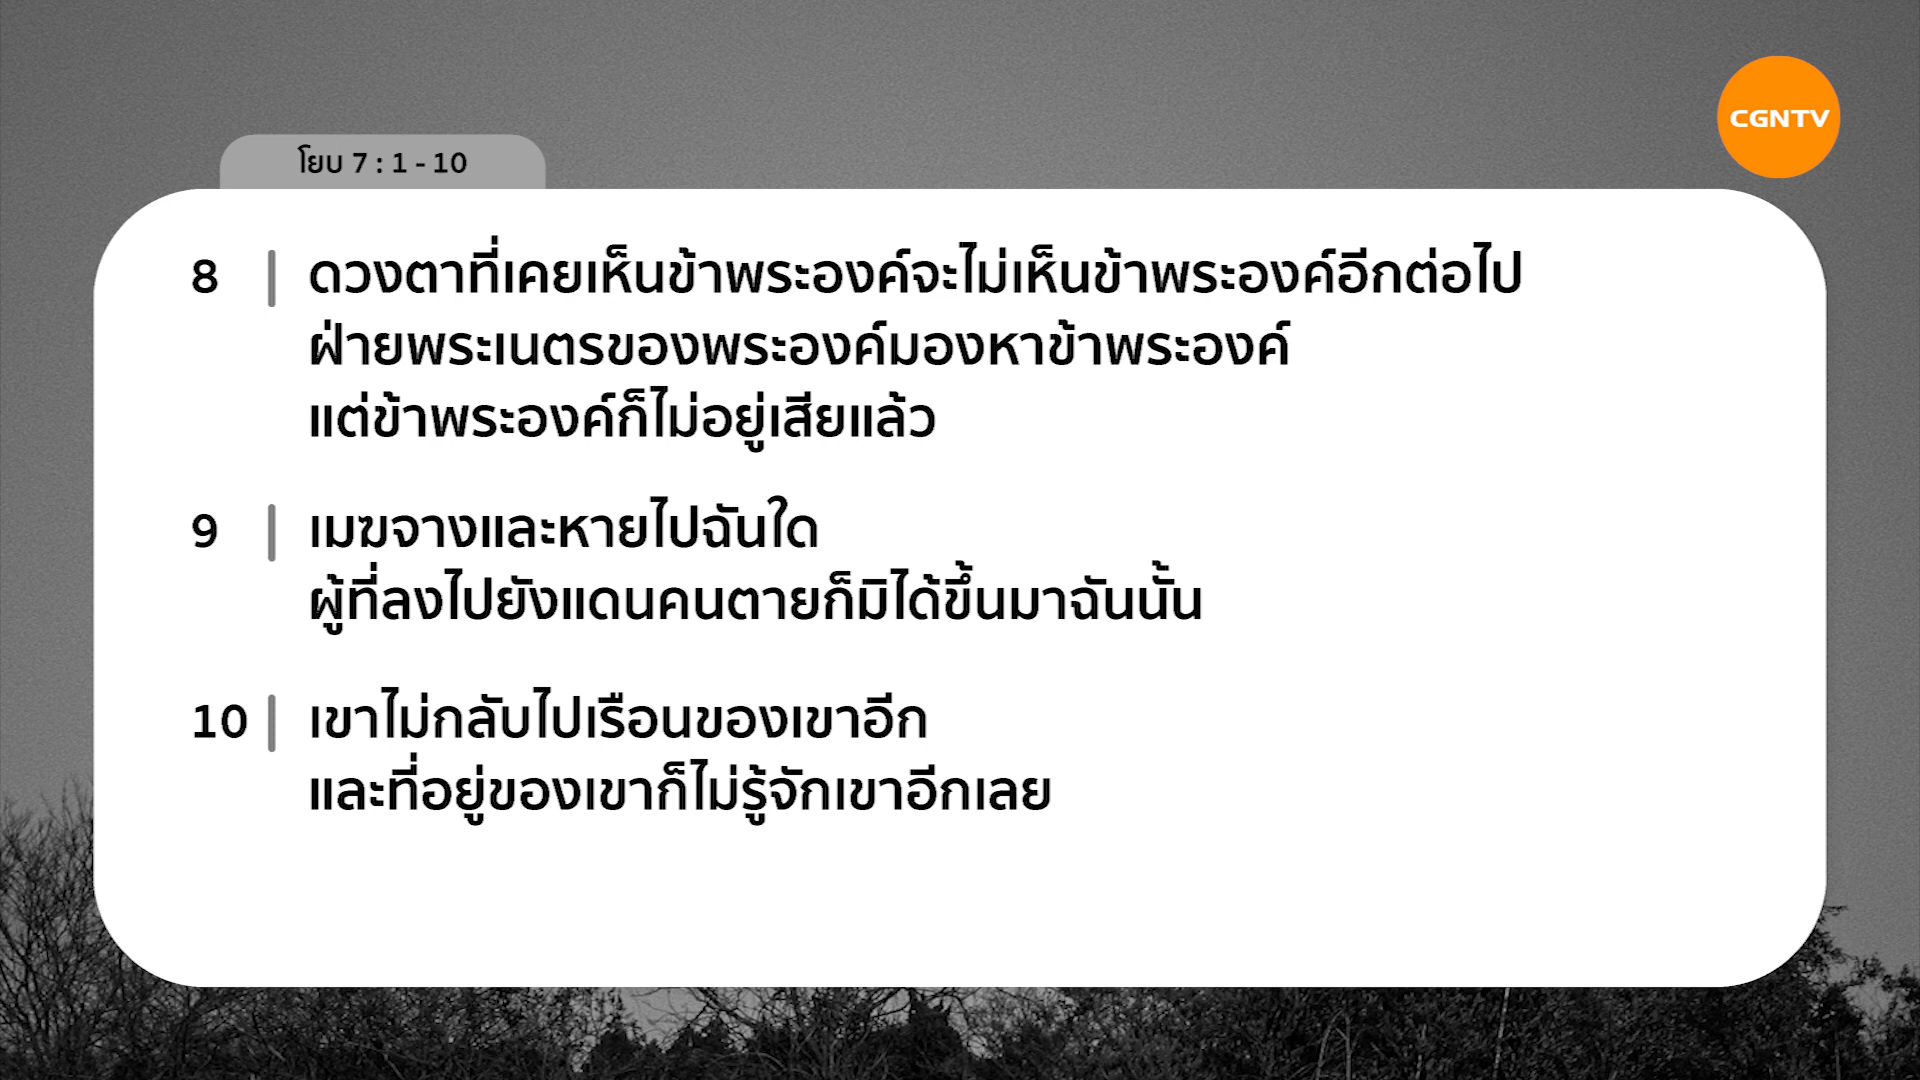 CGNTV
โยบ 7 : 1 - 10
8 ดวงตาที่เคยเห็นข้าพระองค์จะไม่เห็นข้าพระองค์อีกต่อไป
ฝ่ายพระเนตรของพระองค์มองหาข้าพระองค์
แต่ข้าพระองค์ก็ไม่อยู่เสียแล้ว
9 เมฆจางและหายไปฉันใด
ผู้ที่ลงไปยังแดนคนตายก็มิได้ขึ้นมาฉันนั้น
10 เขาไม่กลับไปเรือนของเขาอีก
และที่อยู่ของเขาก็ไม่รู้จักเขาอีกเลย